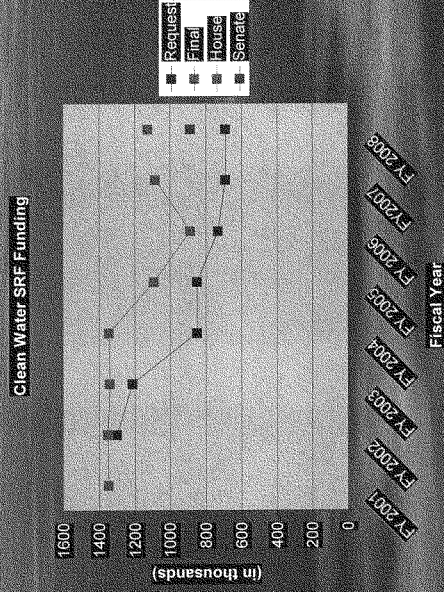 Clean Water SRF Funding
1600
1400
1200
1000
800
600
400
200
0
(in thousands)
FY 2001
FY 2002
FY 2003
FY 2004
FY 2005
FY 2006
FY2007
FY 2008
Fiscal Year
Request
Final
House
Senate